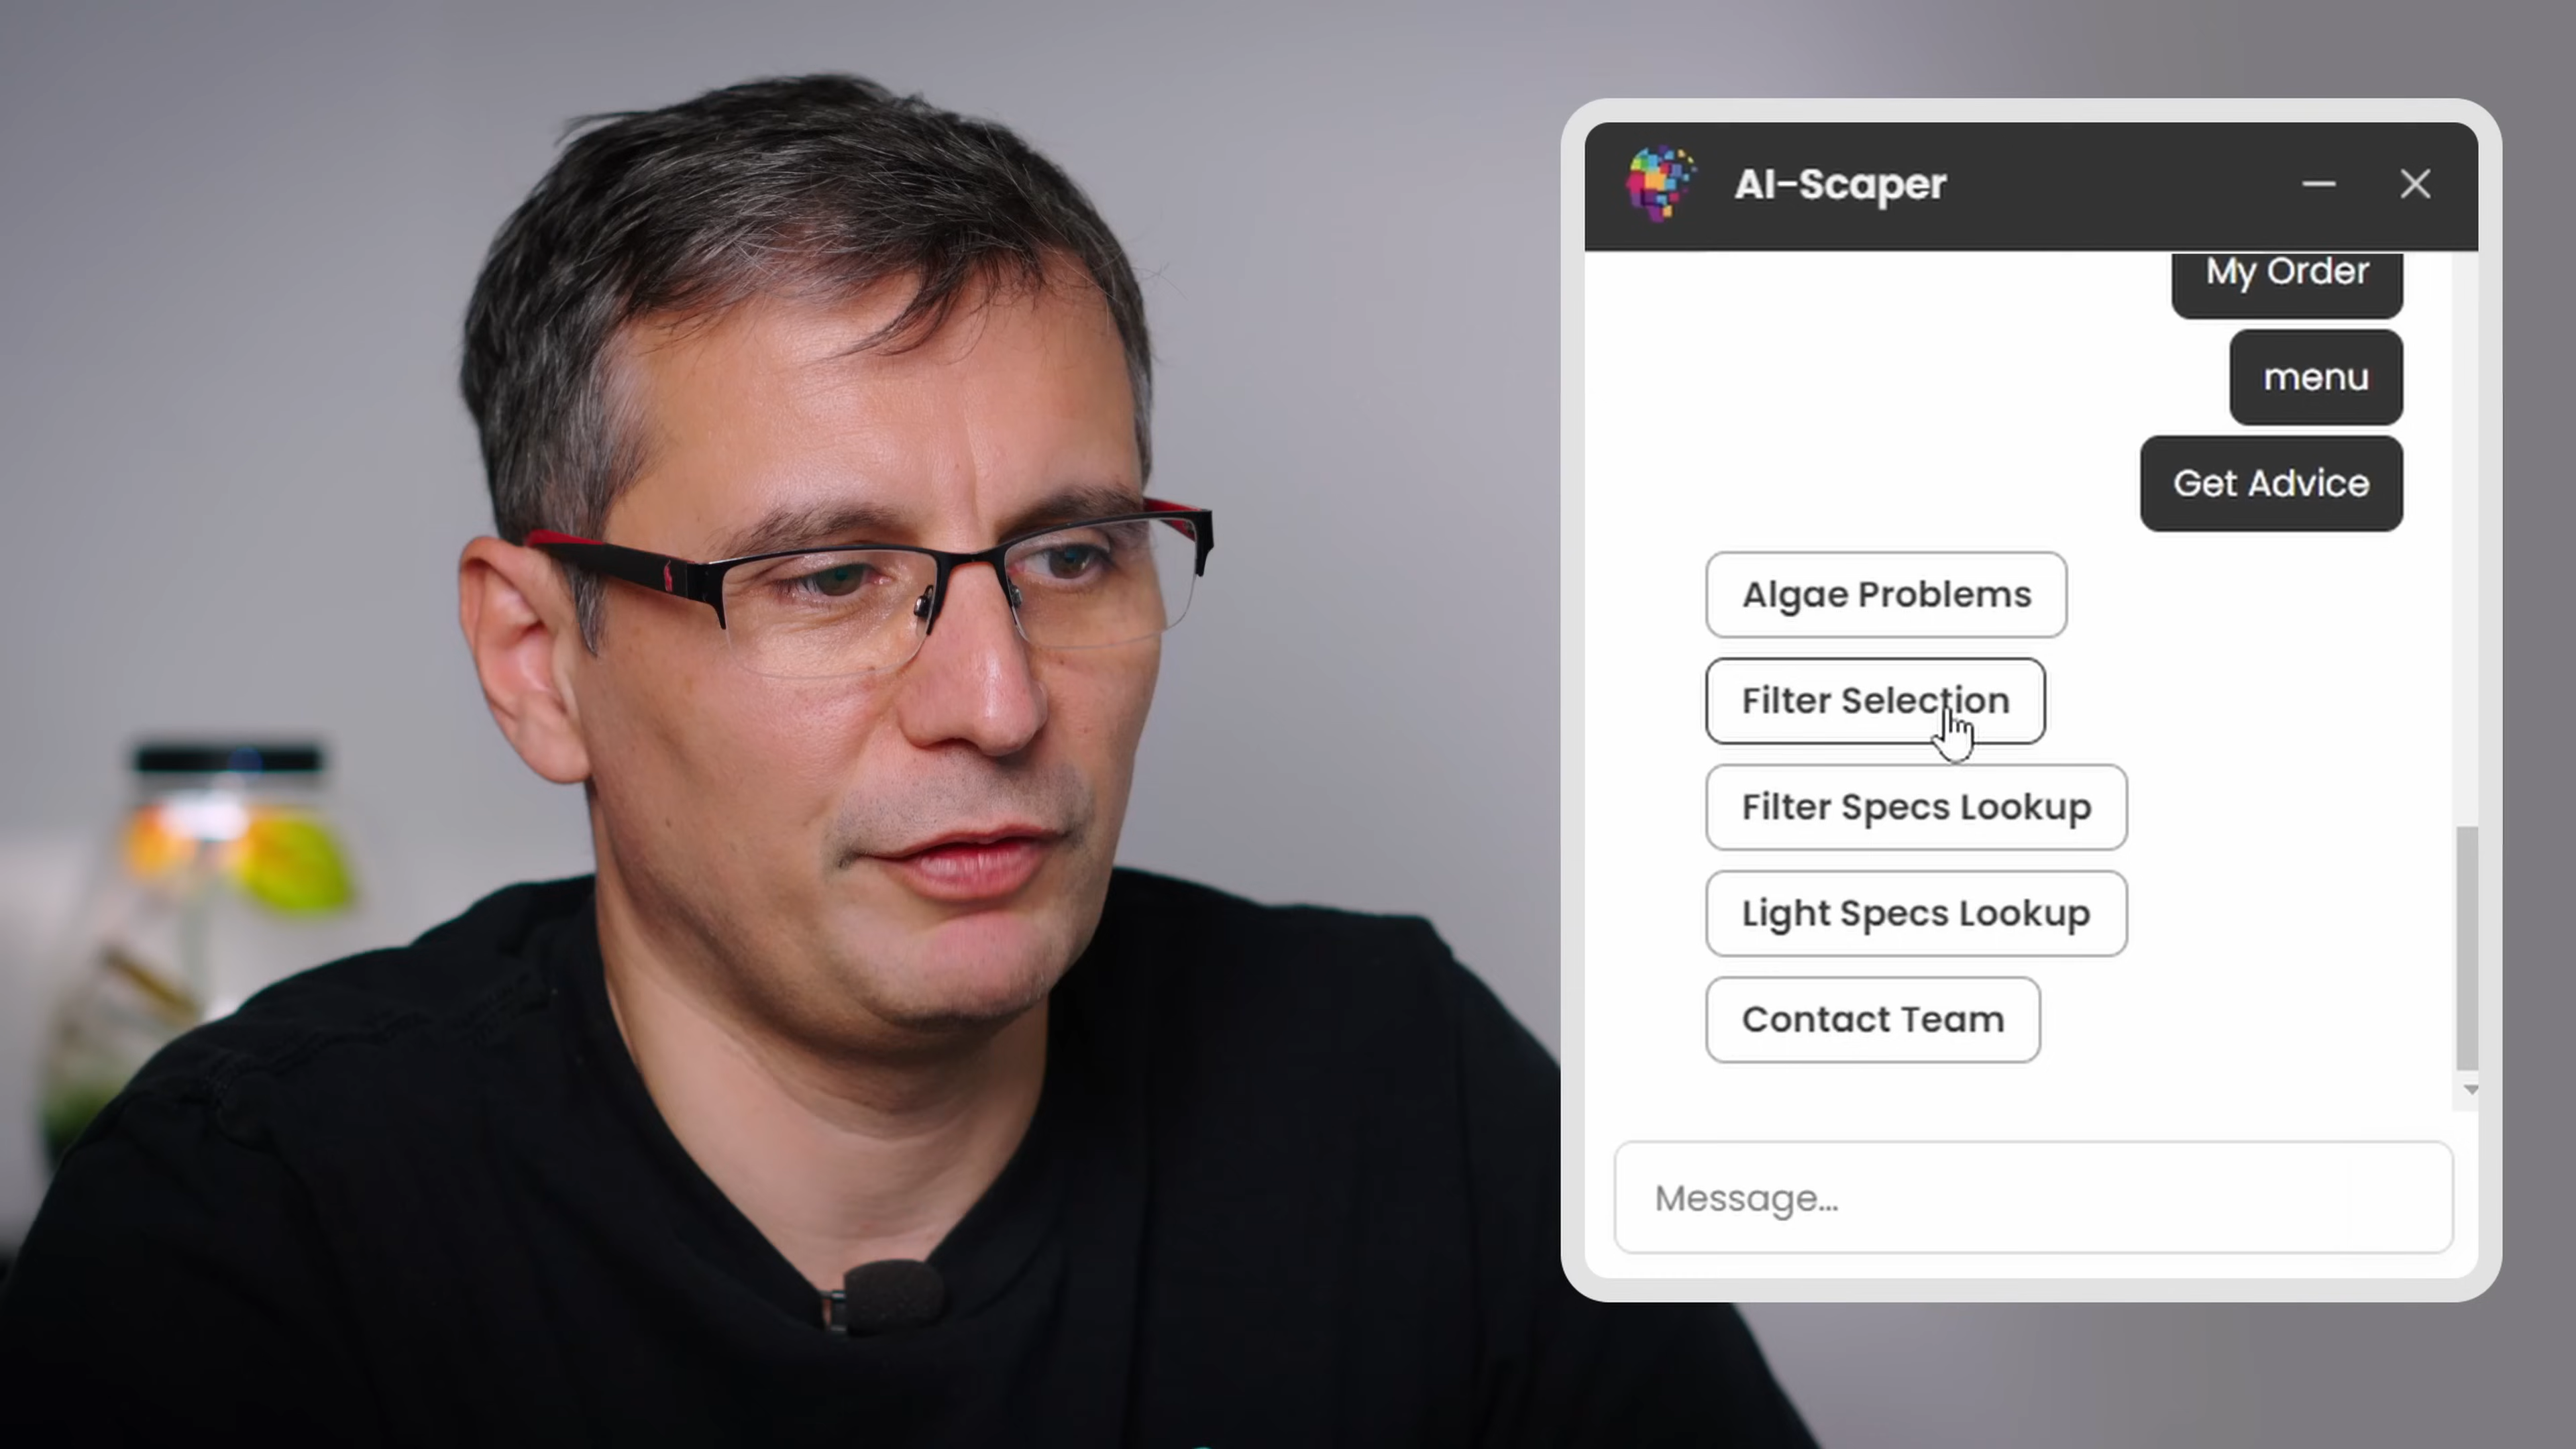 AI-Scaper
My Order
menu
Get Advice
Algae Problems
Filter Selection
Filter Specs Lookup
Light Specs Lookup
Contact Team
Message...